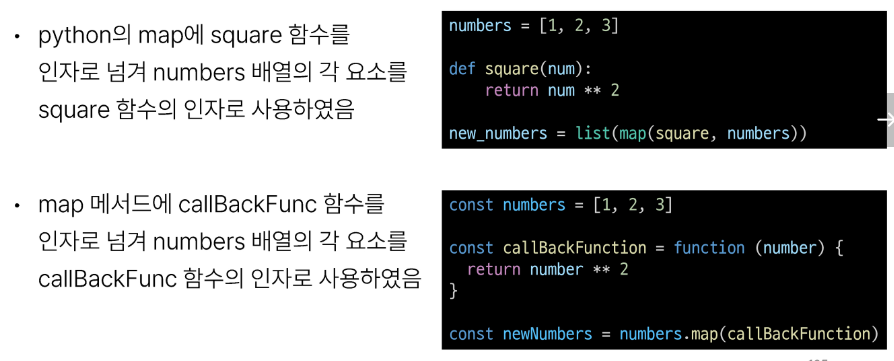 • python의 map에 square 함수를
인자로 넘겨 numbers 배열의 각 요소를
square 함수의 인자로 사용하였음
numbers = [1, 2, 3]
def square(num):
    return num ** 2
new_numbers = list(map(square, numbers))
• map 메서드에 callBackFunc 함수를
인자로 넘겨 numbers 배열의 각 요소를
callBackFunc 함수의 인자로 사용하였음
const numbers = [1, 2, 3]
const callBackFunction = function (number) {
  return number ** 2
}
const newNumbers = numbers.map(callBackFunction)